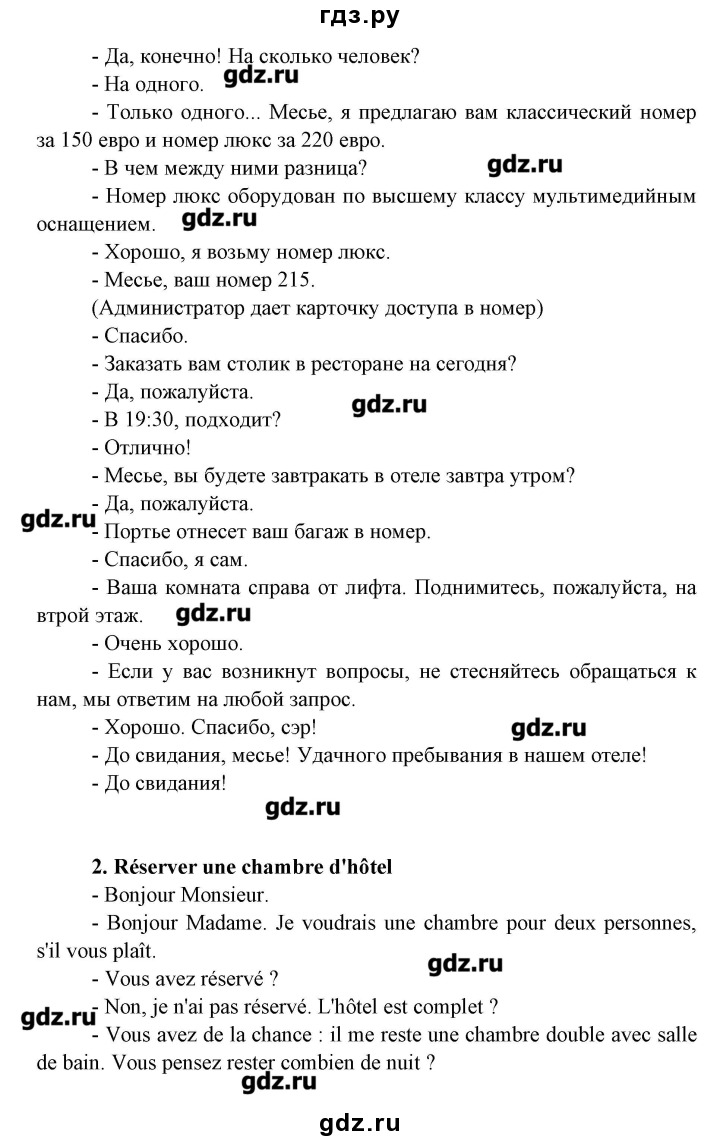 гдз.ру
- Да, конечно! На сколько человек?
- На одного.
gdz.ru
- Только одного... Месье, я предлагаю вам классический номер
за 150 евро и номер люкс за 220 евро.
- В чем между ними разница?
gdz.ru
- Номер люкс оборудован по высшему классу мультимедийным
оснащением.
gdz.ru
- Хорошо, я возьму номер люкс.
- Месье, ваш номер 215.
(Администратор дает карточку доступа в номер)
- Спасибо.
- Заказать вам столик в ресторане на сегодня?
- Да, пожалуйста.
gdz.ru
- В 19:30, подходит?
- Отлично!
- Месье, вы будете завтракать в отеле завтра утром?
- Да, пожалуйста.
gdz.ru
- Портье отнесет ваш багаж в номер.
- Спасибо, я сам.
- Ваша комната справа от лифта. Поднимитесь, пожалуйста, на
втрой этаж.
gdz.ru
- Очень хорошо.
- Если у вас возникнут вопросы, не стесняйтесь обращаться к
нам, мы ответим на любой запрос.
- Хорошо. Спасибо, сэр!
gdz.ru
- До свидания, месье! Удачного пребывания в нашем отеле!
- До свидания!
gdz.ru
2. Réserver une chambre d'hôtel
- Bonjour Monsieur.
- Bonjour Madame. Je voudrais une chambre pour deux personnes,
s'il vous plaît.
gdz.ru
- Vous avez réservé ?
- Non, je n'ai pas réservé. L'hôtel est complet ?
gdz.ru
- Vous avez de la chance : il me reste une chambre double avec salle
de bain. Vous pensez rester combien de nuit ?
gdz.ru
gdz.ru